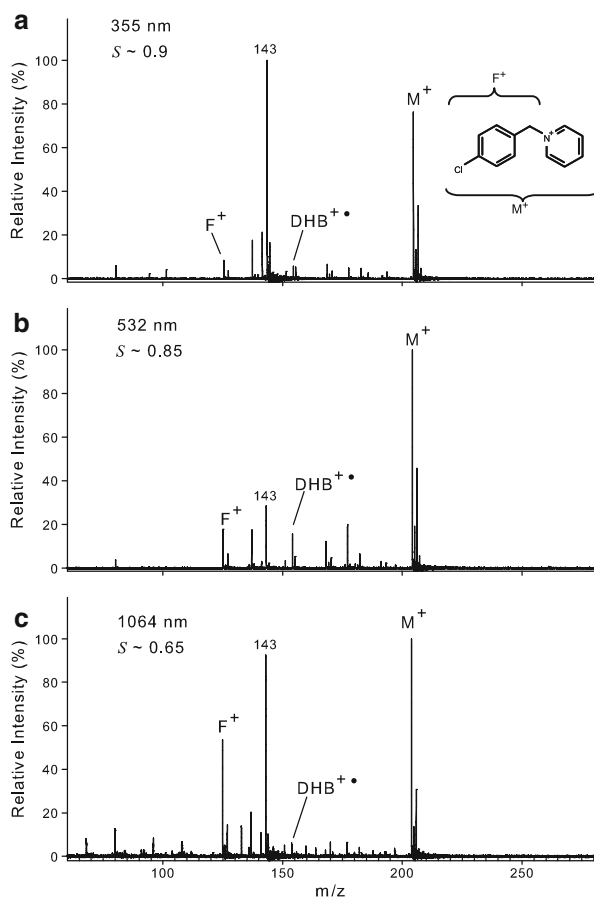 a
355 nm
S ~ 0.9
Relative Intensity (%)
100
80
60
40
20
0
143
F+
DHB+•
M+
F+
Cl
N+
M+
b
532 nm
S ~ 0.85
Relative Intensity (%)
100
80
60
40
20
0
F+
143
DHB+•
M+
c
1064 nm
S ~ 0.65
Relative Intensity (%)
100
80
60
40
20
0
F+
143
DHB+•
M+
100 150 200 250
m/z